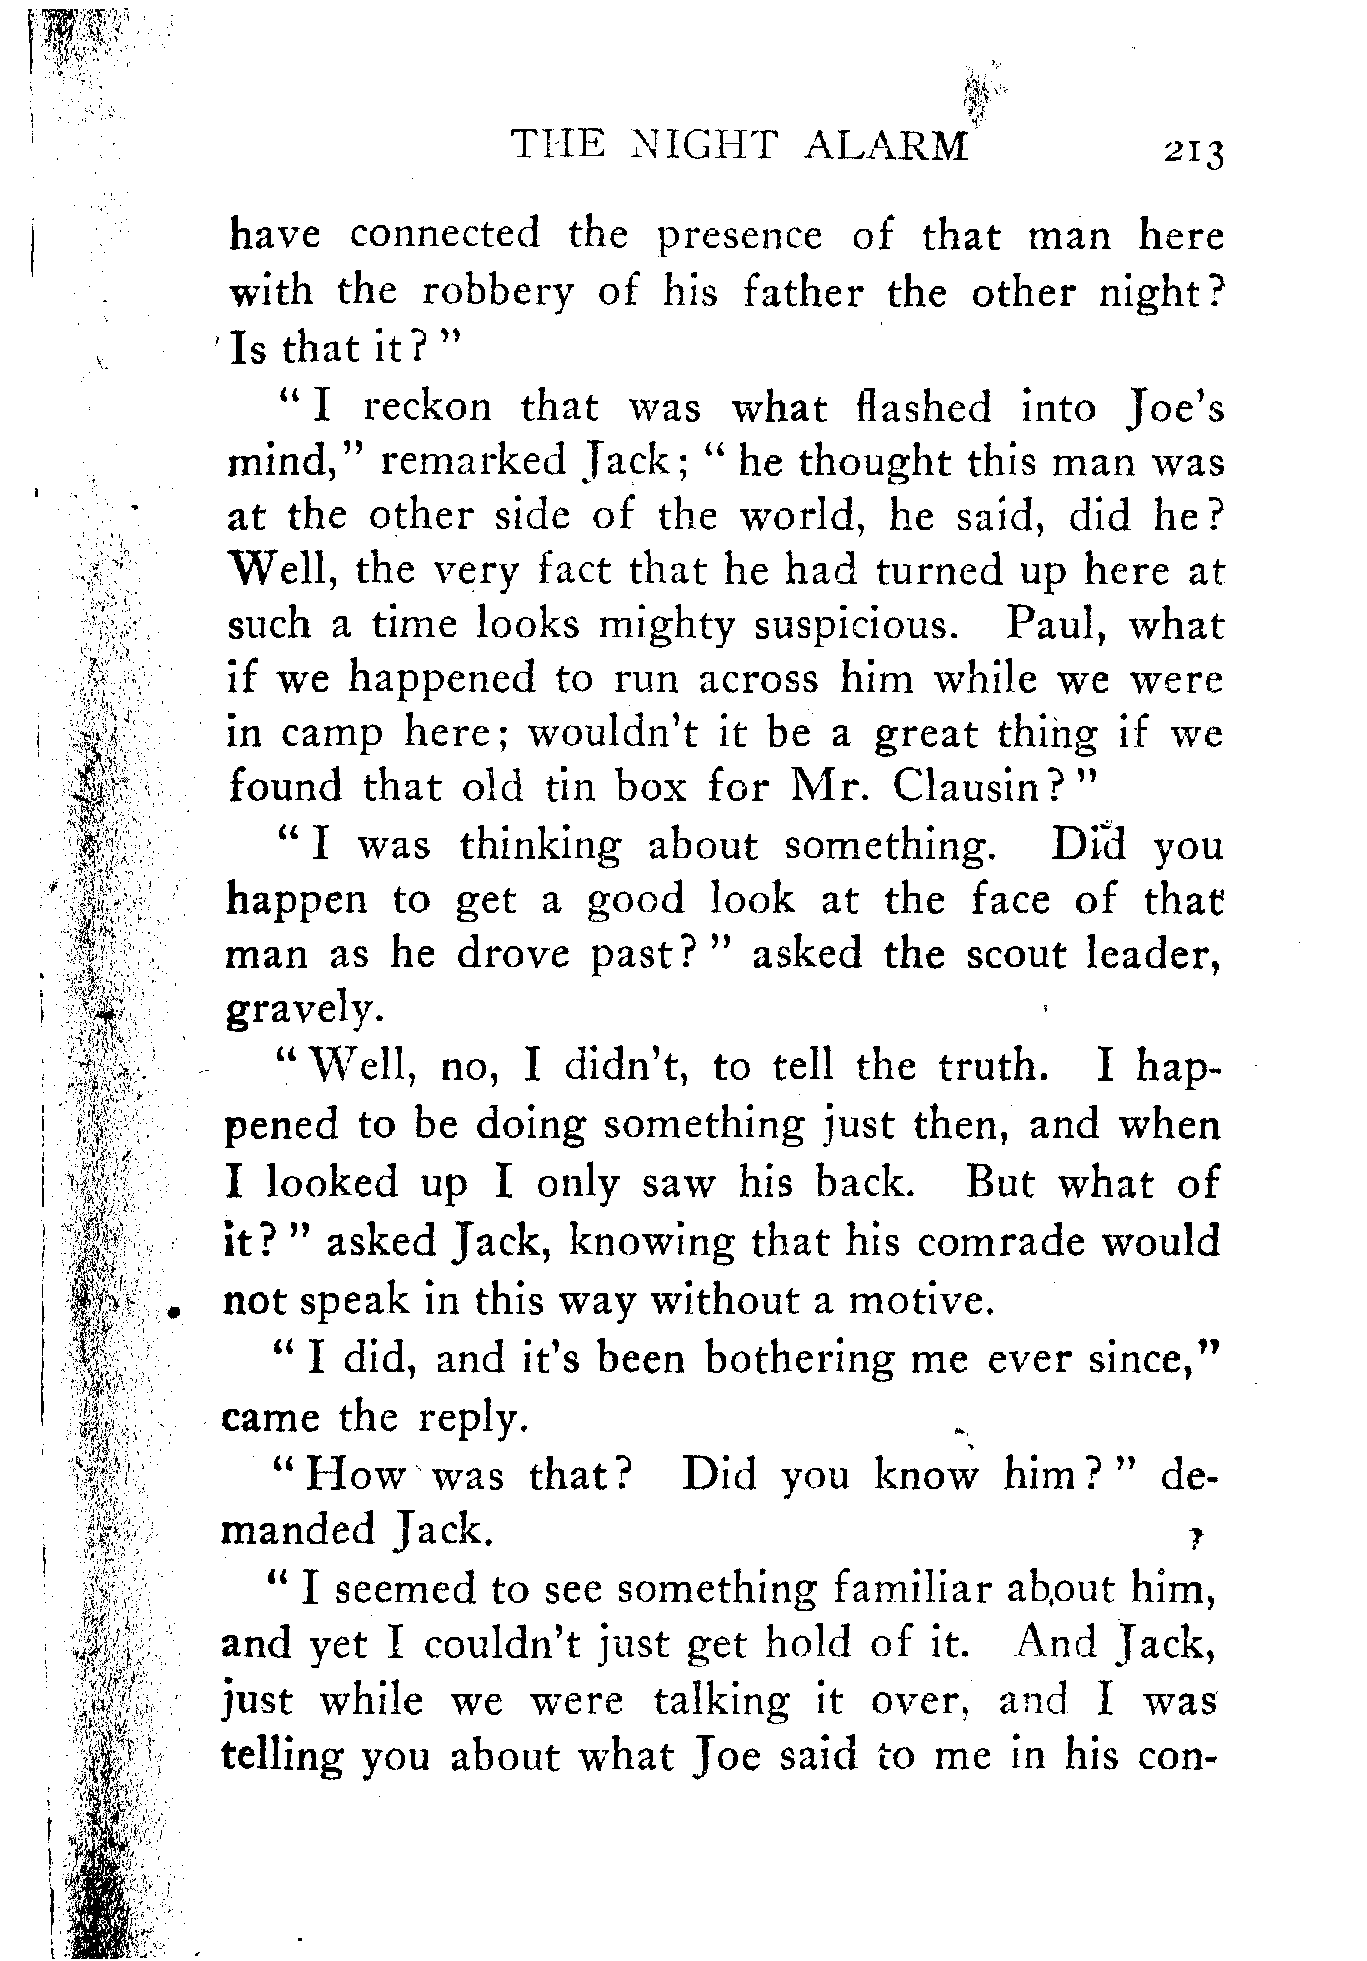 THE NIGHT ALARM 213
have connected the presence of that man here
with the robbery of his father the other night?
Is that it? "
" I reckon that was what flashed into Joe's
mind," remarked Jack; " he thought this man was
at the other side of the world, he said, did he?
Well, the very fact that he had turned up here at
such a time looks mighty suspicious. Paul, what
if we happened to run across him while we were
in camp here; wouldn't it be a great thing if we
found that old tin box for Mr. Clausin? "
" I was thinking about something. Did you
happen to get a good look at the face of that
man as he drove past? " asked the scout leader,
gravely.
" Well, no, I didn't, to tell the truth. I hap-
pened to be doing something just then, and when
I looked up I only saw his back. But what of
it? " asked Jack, knowing that his comrade would
not speak in this way without a motive.
" I did, and it's been bothering me ever since,"
came the reply.
" How was that? Did you know him? " de-
manded Jack.
" I seemed to see something familiar about him,
and yet I couldn't just get hold of it. And Jack,
just while we were talking it over, and I was
telling you about what Joe said to me in his con-